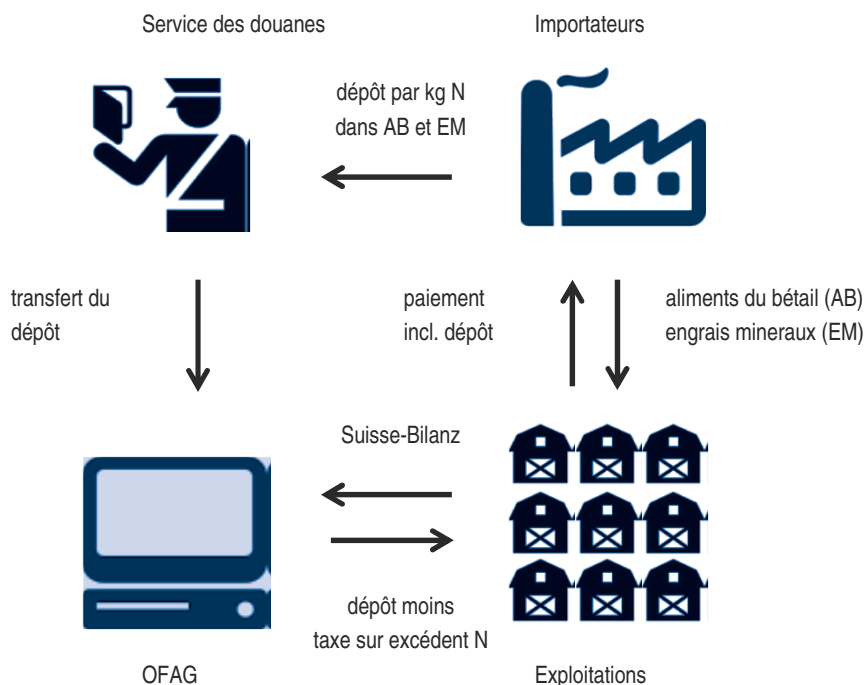 Service des douanes
Importateurs
dépôt par kg N
dans AB et EM
transfert du
dépôt
paiement
incl. dépôt
aliments du bétail (AB)
engrais mineraux (EM)
Suisse-Bilanz
dépôt moins
taxe sur excédent N
OFAG
Exploitations